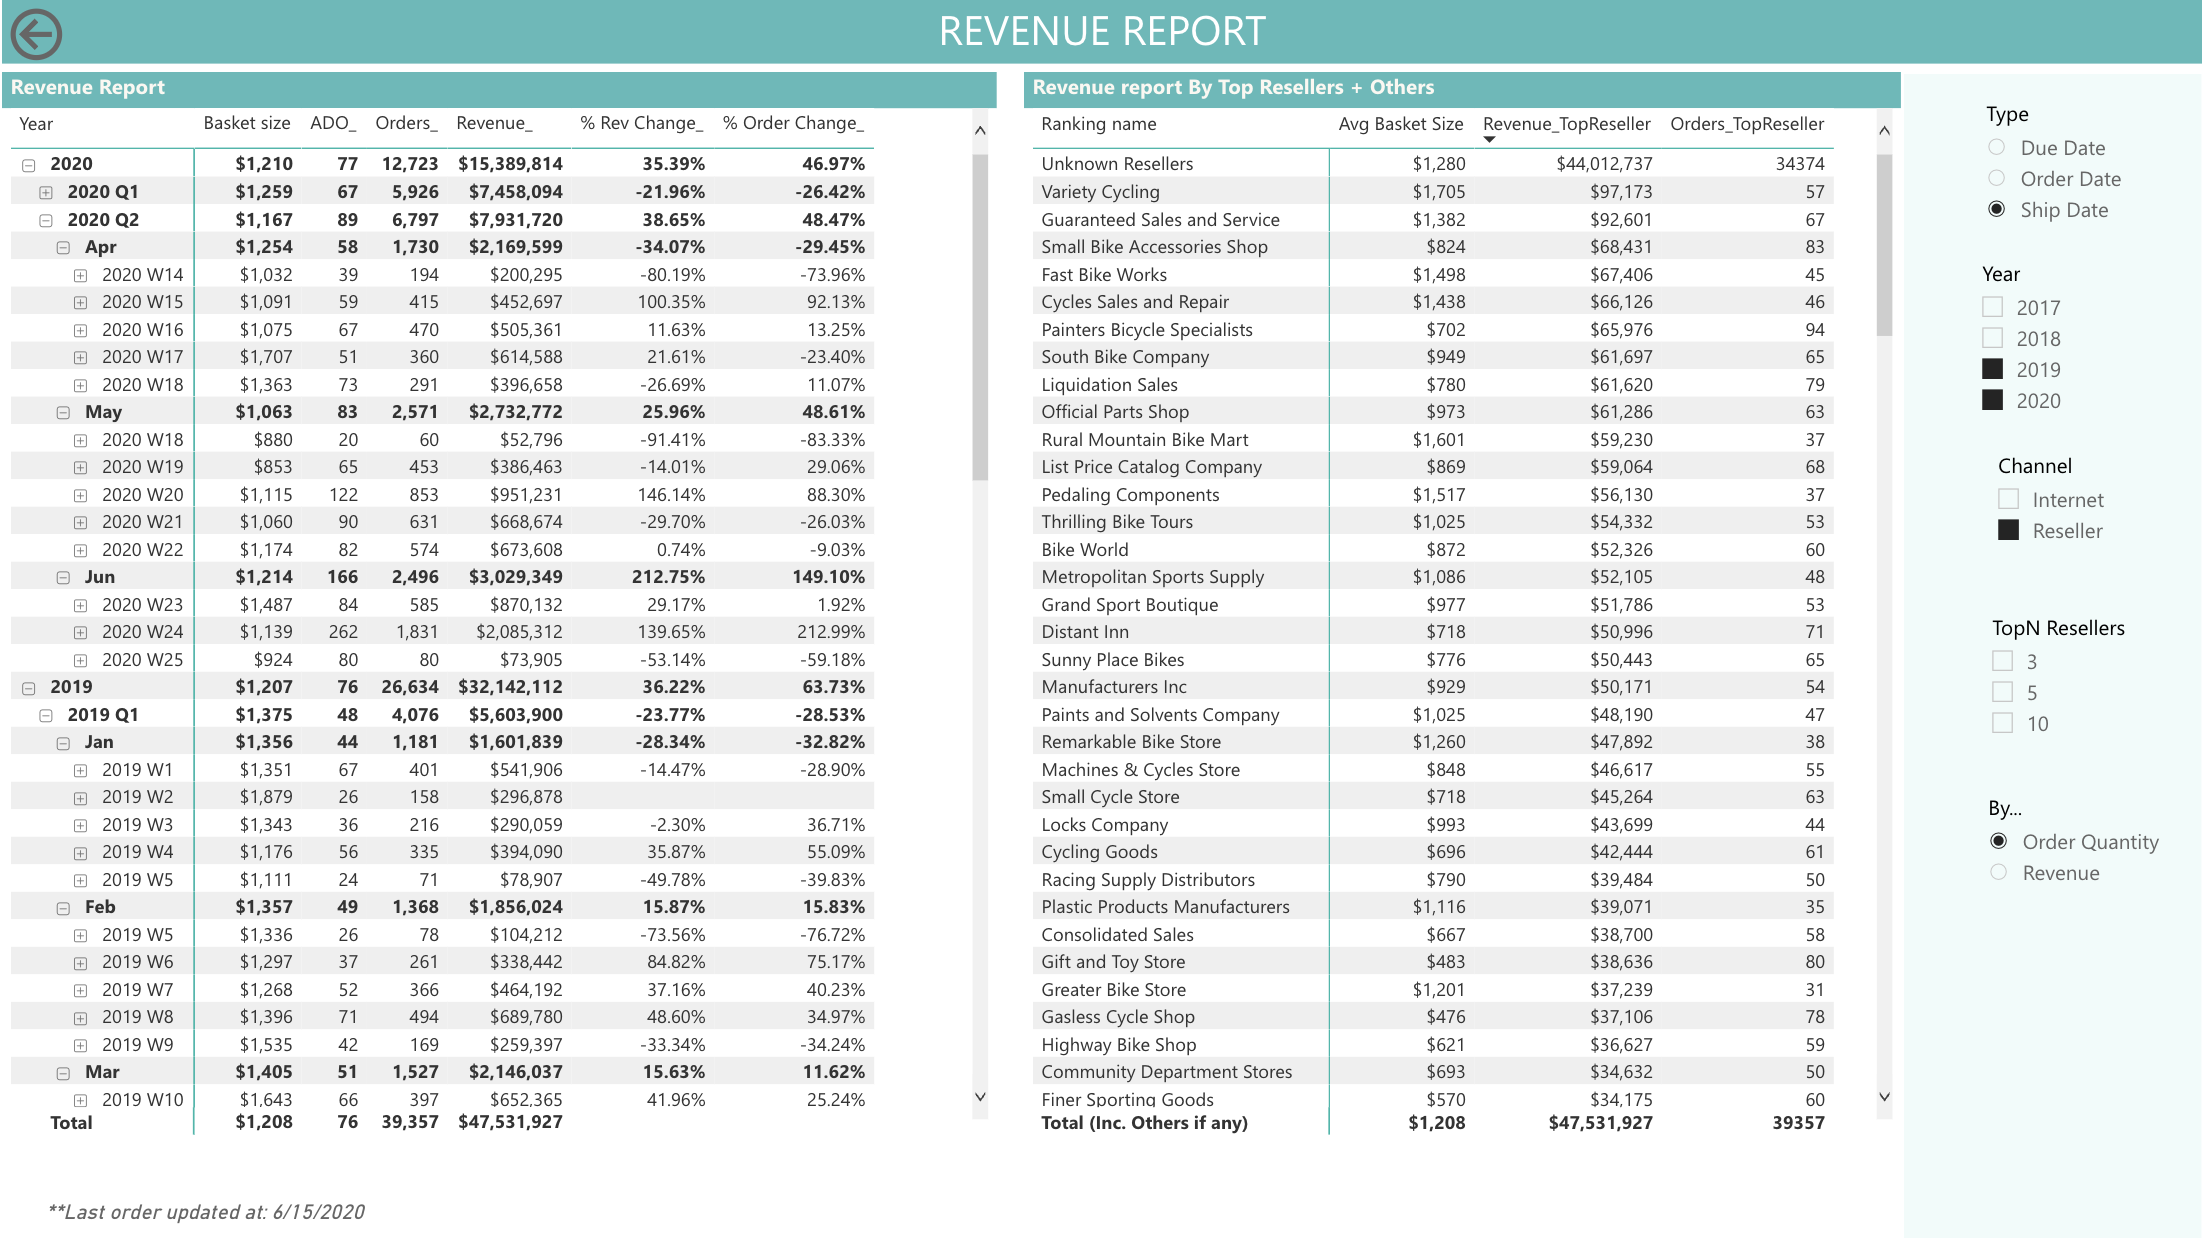 REVENUE REPORT
Revenue Report
Year Basket size ADO_ Orders_ Revenue_ % Rev Change_ % Order Change_
2020 $1,210 77 12,723 $15,389,814 35.39% 46.97%
2020 Q1 $1,259 67 5,926 $7,458,094 -21.96% -26.42%
2020 Q2 $1,167 89 6,797 $7,931,720 38.65% 48.47%
Apr $1,254 58 1,730 $2,169,599 -34.07% -29.45%
2020 W14 $1,032 39 194 $200,295 -80.19% -73.96%
2020 W15 $1,091 59 415 $452,697 100.35% 92.13%
2020 W16 $1,075 67 470 $505,361 11.63% 13.25%
2020 W17 $1,707 51 360 $614,588 21.61% -23.40%
2020 W18 $1,363 73 291 $396,658 -26.69% 11.07%
May $1,063 83 2,571 $2,732,772 25.96% 48.61%
2020 W18 $880 20 60 $52,796 -91.41% -83.33%
2020 W19 $853 65 453 $386,463 -14.01% 29.06%
2020 W20 $1,115 122 853 $951,231 146.14% 88.30%
2020 W21 $1,060 90 631 $668,674 -29.70% -26.03%
2020 W22 $1,174 82 574 $673,608 0.74% -9.03%
Jun $1,214 166 2,496 $3,029,349 212.75% 149.10%
2020 W23 $1,487 84 585 $870,132 29.17% 1.92%
2020 W24 $1,139 262 1,831 $2,085,312 139.65% 212.99%
2020 W25 $924 80 80 $73,905 -53.14% -59.18%
2019 $1,207 76 26,634 $32,142,112 36.22% 63.73%
2019 Q1 $1,375 48 4,076 $5,603,900 -23.77% -28.53%
Jan $1,356 44 1,181 $1,601,839 -28.34% -32.82%
2019 W1 $1,351 67 401 $541,906 -14.47% -28.90%
2019 W2 $1,879 26 158 $296,878
2019 W3 $1,343 36 216 $290,059 -2.30% 36.71%
2019 W4 $1,176 56 335 $394,090 35.87% 55.09%
2019 W5 $1,111 24 71 $78,907 -49.78% -39.83%
Feb $1,357 49 1,368 $1,856,024 15.87% 15.83%
2019 W5 $1,336 26 78 $104,212 -73.56% -76.72%
2019 W6 $1,297 37 261 $338,442 84.82% 75.17%
2019 W7 $1,268 52 366 $464,192 37.16% 40.23%
2019 W8 $1,396 71 494 $689,780 48.60% 34.97%
2019 W9 $1,535 42 169 $259,397 -33.34% -34.24%
Mar $1,405 51 1,527 $2,146,037 15.63% 11.62%
2019 W10 $1,643 66 397 $652,365 41.96% 25.24%
Total $1,208 76 39,357 $47,531,927
**Last order updated at: 6/15/2020
Revenue report By Top Resellers + Others
Ranking name Avg Basket Size Revenue_TopReseller Orders_TopReseller
Unknown Resellers $1,280 $44,012,737 34374
Variety Cycling $1,705 $97,173 57
Guaranteed Sales and Service $1,382 $92,601 67
Small Bike Accessories Shop $824 $68,431 83
Fast Bike Works $1,498 $67,406 45
Cycles Sales and Repair $1,438 $66,126 46
Painters Bicycle Specialists $702 $65,976 94
South Bike Company $949 $61,697 65
Liquidation Sales $780 $61,620 79
Official Parts Shop $973 $61,286 63
Rural Mountain Bike Mart $1,601 $59,230 37
List Price Catalog Company $869 $59,064 68
Pedaling Components $1,517 $56,130 37
Thrilling Bike Tours $1,025 $54,332 53
Bike World $872 $52,326 60
Metropolitan Sports Supply $1,086 $52,105 48
Grand Sport Boutique $977 $51,786 53
Distant Inn $718 $50,996 71
Sunny Place Bikes $776 $50,443 65
Manufacturers Inc $929 $50,171 54
Paints and Solvents Company $1,025 $48,190 47
Remarkable Bike Store $1,260 $47,892 38
Machines & Cycles Store $848 $46,617 55
Small Cycle Store $718 $45,264 63
Locks Company $993 $43,699 44
Cycling Goods $696 $42,444 61
Racing Supply Distributors $790 $39,484 50
Plastic Products Manufacturers $1,116 $39,071 35
Consolidated Sales $667 $38,700 58
Gift and Toy Store $483 $38,636 80
Greater Bike Store $1,201 $37,239 31
Gasless Cycle Shop $476 $37,106 78
Highway Bike Shop $621 $36,627 59
Community Department Stores $693 $34,632 50
Finer Sporting Goods $570 $34,175 60
Total (Inc. Others if any) $1,208 $47,531,927 39357
Type
Due Date
Order Date
Ship Date
Year
2017
2018
2019
2020
Channel
Internet
Reseller
TopN Resellers
3
5
10
By...
Order Quantity
Revenue